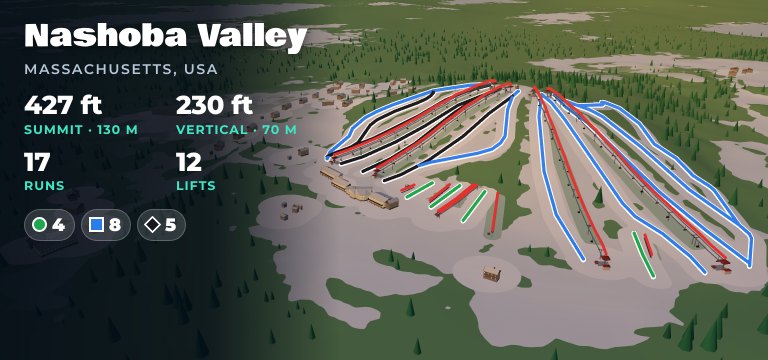 Nashoba Valley
MASSACHUSETTS, USA
427 ft 230 ft
SUMMIT · 130 M VERTICAL · 70 M
17 12
RUNS LIFTS
4 8 5